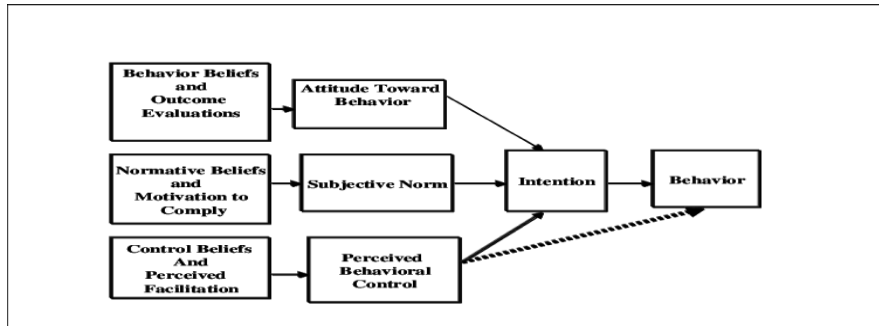 Behavior Beliefs
and
Outcome
Evaluations
Attitude Toward
Behavior
Normative Beliefs
and
Motivation to
Comply
Subjective Norm
Intention
Behavior
Control Beliefs
And
Perceived
Facilitation
Perceived
Behavioral
Control